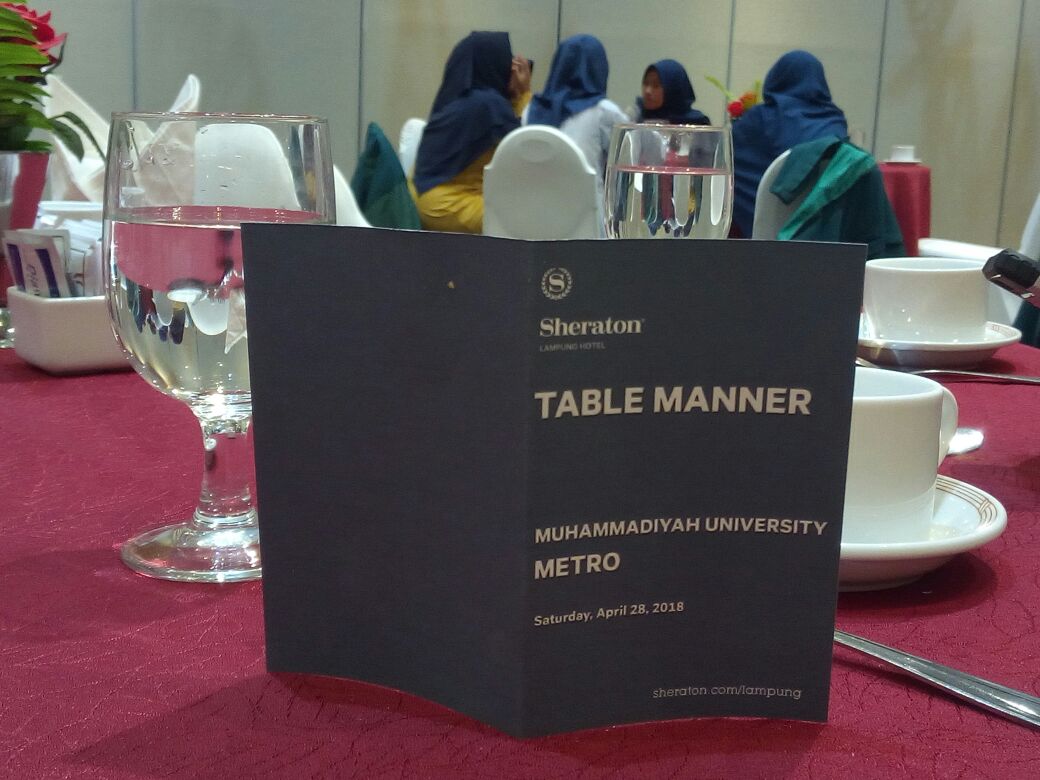 S
Sheraton
LAMPUNG HOTEL
TABLE MANNER
MUHAMMADIYAH UNIVERSITY
METRO
Saturday, April 28, 2018
sheraton.com/lampung